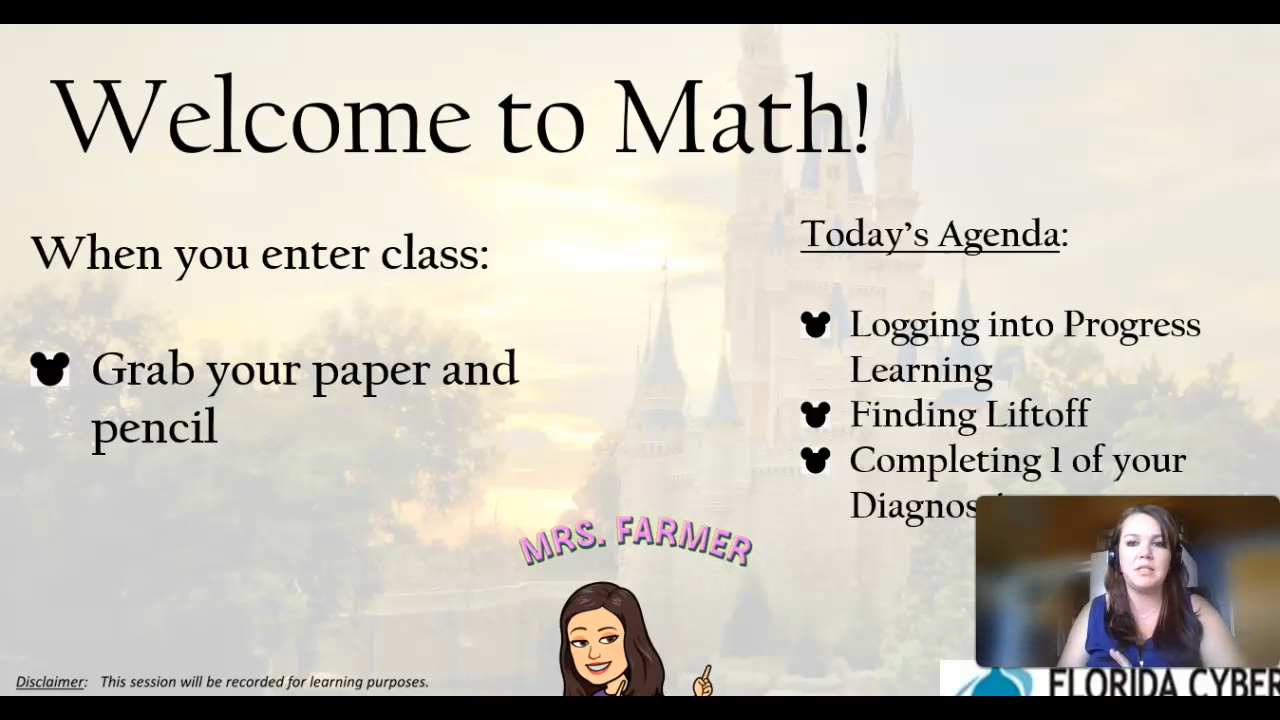 Welcome to Math!
When you enter class:
Grab your paper and
pencil
Today's Agenda:
Logging into Progress
Learning
Finding Liftoff
Completing 1 of your
MRS. FARMER
Disclaimer: This session will be recorded for learning purposes.
FLORIDA CYBER